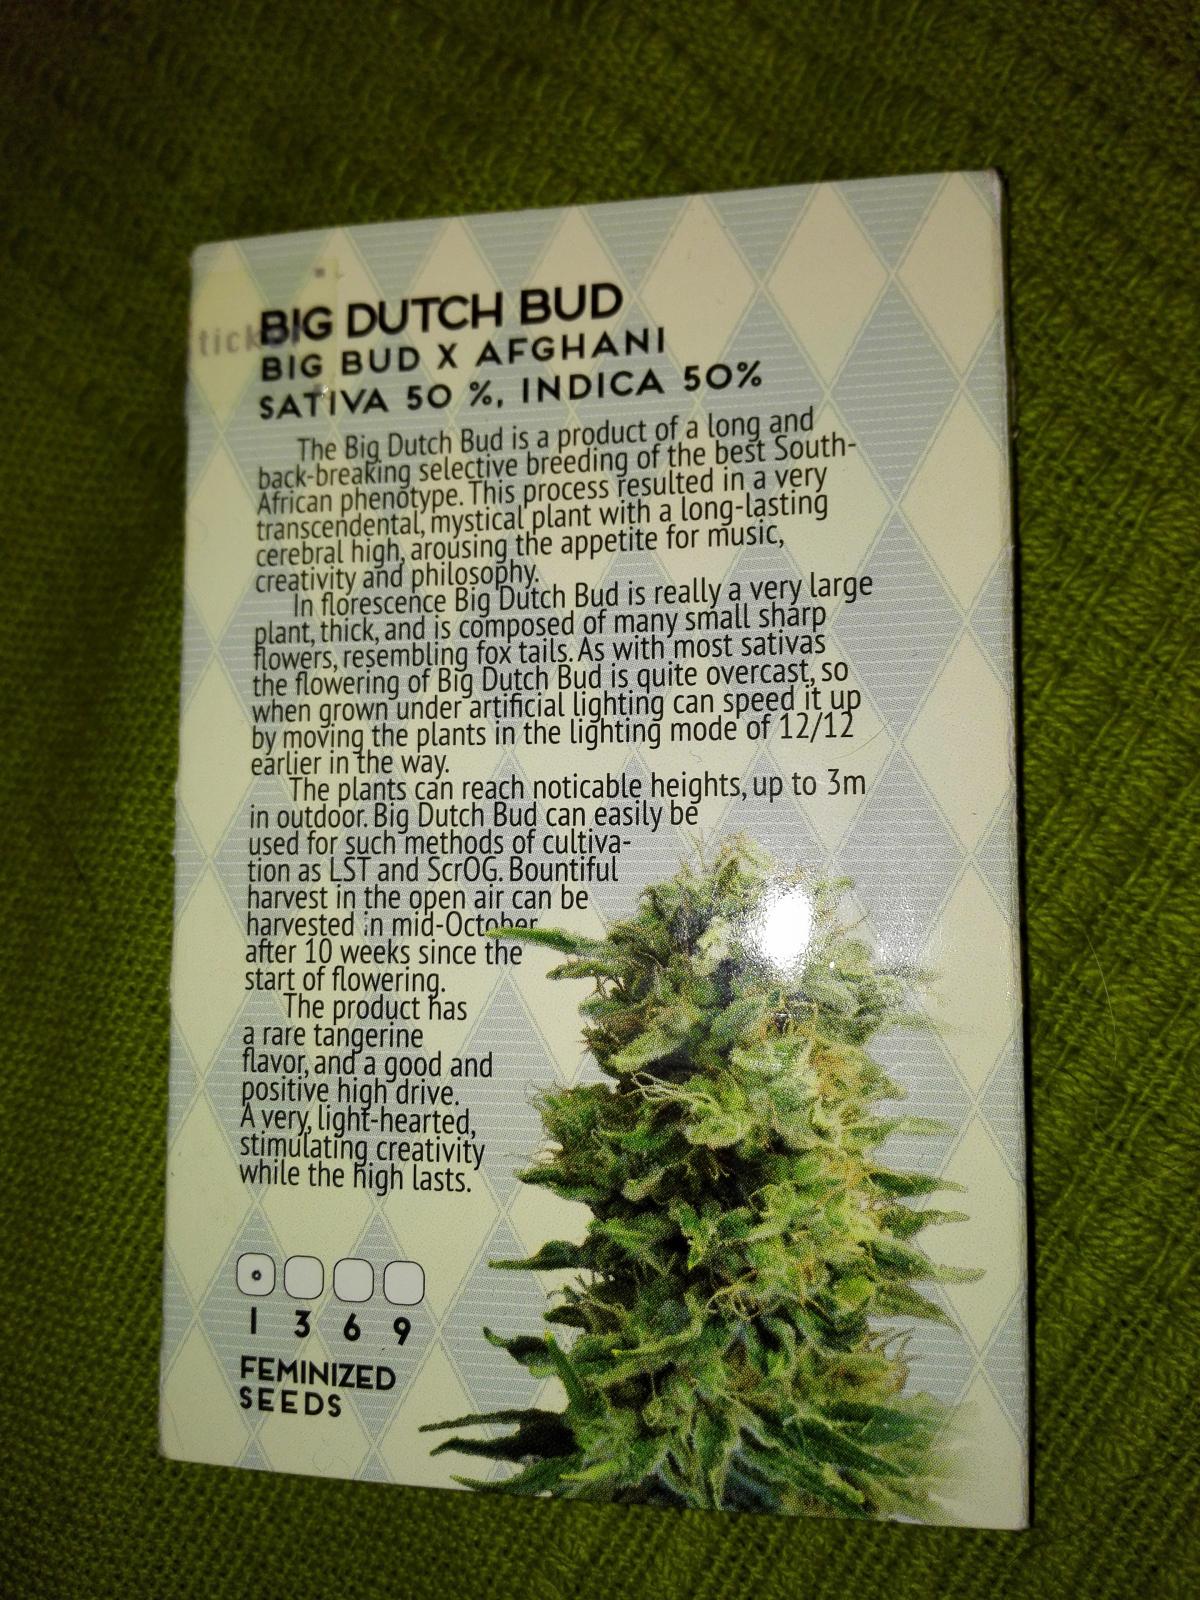 BIG DUTCH BUD
BIG BUD X AFGHANI
SATIVA 50 %, INDICA 50%
The Big Dutch Bud is a product of a long and
back-breaking selective breeding of the best South-
African phenotype. This process resulted in a very
transcendental, mystical plant with a long-lasting
cerebral high, arousing the appetite for music,
creativity and philosophy.
In florescence Big Dutch Bud is really a very large
plant, thick, and is composed of many small sharp
flowers, resembling fox tails. As with most sativas
the flowering of Big Dutch Bud is quite overcast, so
when grown under artificial lighting can speed it up
by moving the plants in the lighting mode of 12/12
earlier in the way.
The plants can reach noticable heights, up to 3m
in outdoor. Big Dutch Bud can easily be
used for such methods of cultiva-
tion as LST and ScrOG. Bountiful
harvest in the open air can be
harvested in mid-October
after 10 weeks since the
start of flowering.
The product has
a rare tangerine
flavor, and a good and
positive high drive.
A very, light-hearted,
stimulating creativity
while the high lasts.
1 3 6 9
FEMINIZED
SEEDS